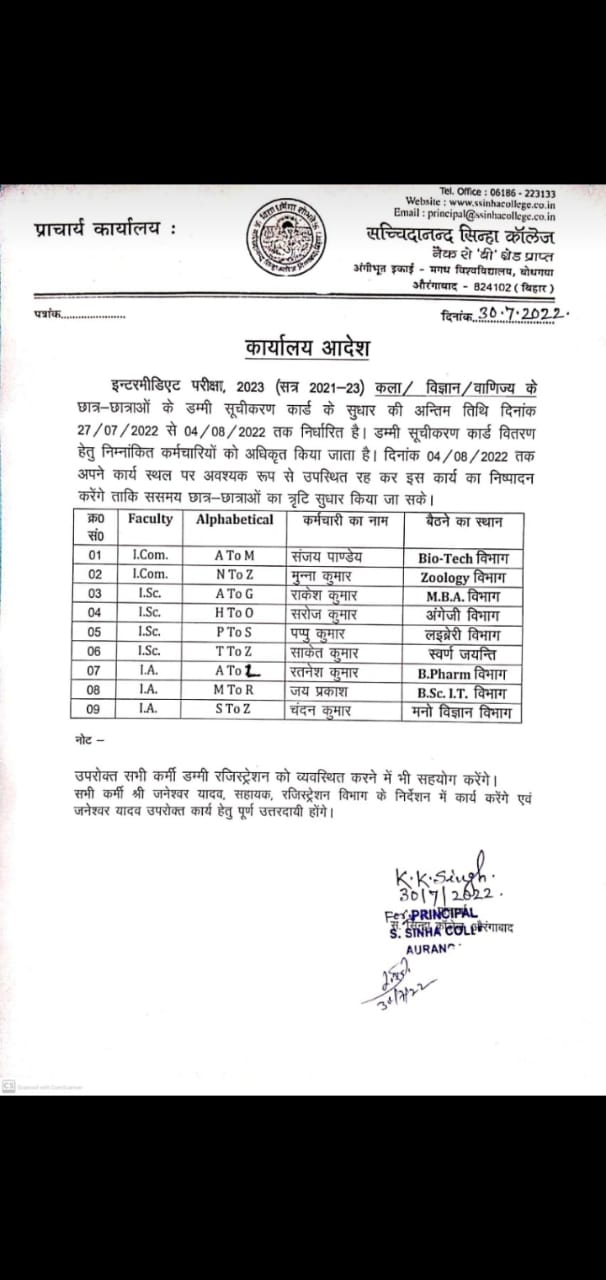 Tel. Office : 06186 - 223133
Website : www.ssinhacollege.co.in
Email : principal@ssinhacollege.co.in
प्राचार्य कार्यालय :
सच्चिदानन्द सिन्हा कॉलेज
नैक से 'बी' ग्रेड प्राप्त
अंगीभूत इकाई - मगध विश्वविद्यालय, बोधगया
औरंगाबाद - 824102 ( बिहार )
पत्रांक......................
दिनांक..30.7.2022.
कार्यालय आदेश
इन्टरमीडिएट परीक्षा, 2023 (सत्र 2021–23) कला/ विज्ञान/वाणिज्य के
छात्र–छात्राओं के डम्मी सूचीकरण कार्ड के सुधार की अन्तिम तिथि दिनांक
27/07/2022 से 04/08/2022 तक निर्धारित है। डम्मी सूचीकरण कार्ड वितरण
हेतु निम्नांकित कर्मचारियों को अधिकृत किया जाता है। दिनांक 04/08/2022 तक
अपने कार्य स्थल पर अवश्यक रूप से उपस्थित रह कर इस कार्य का निष्पादन
करेंगे ताकि ससमय छात्र–छात्राओं का त्रृटि सुधार किया जा सके।
क्र0 सं0 Faculty Alphabetical कर्मचारी का नाम बैठने का स्थान
01 I.Com. A To M संजय पाण्डेय Bio-Tech विभाग
02 I.Com. N To Z मुन्ना कुमार Zoology विभाग
03 I.Sc. A To G राकेश कुमार M.B.A. विभाग
04 I.Sc. H To O सरोज कुमार अंगेजी विभाग
05 I.Sc. P To S पप्पु कुमार लइब्रेरी विभाग
06 I.Sc. T To Z साकेत कुमार स्वर्ण जयन्ति
07 I.A. A To L रतनेश कुमार B.Pharm विभाग
08 I.A. M To R जय प्रकाश B.Sc. I.T. विभाग
09 I.A. S To Z चंदन कुमार मनो विज्ञान विभाग
नोट –
उपरोक्त सभी कर्मी डम्मी रजिस्ट्रेशन को व्यवस्थित करने में भी सहयोग करेंगे।
सभी कर्मी श्री जनेश्वर यादव, सहायक, रजिस्ट्रेशन विभाग के निर्देशन में कार्य करेंगे एवं
जनेश्वर यादव उपरोक्त कार्य हेतु पूर्ण उत्तरदायी होंगे।
K.K.Singh.
30/7/2022.
For PRINCIPAL
स. सिन्हा कॉलेज औरंगाबाद
S. SINHA COLL
AURANG
30/7/22
CS Scanned with CamScanner